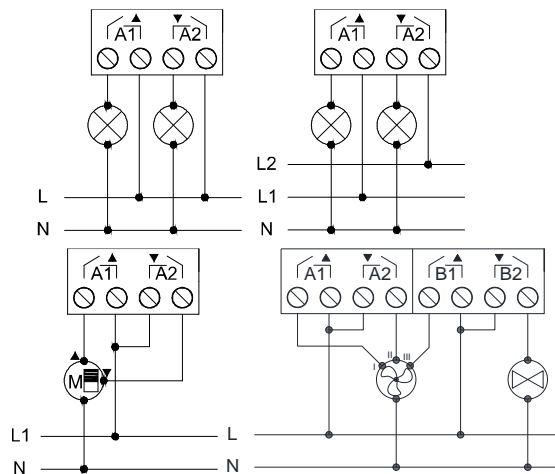 A1 A2
A1 A2
L2
L L1
N N
A1 A2
A1 A2 B1 B2
I II III
M
L1 L
N N